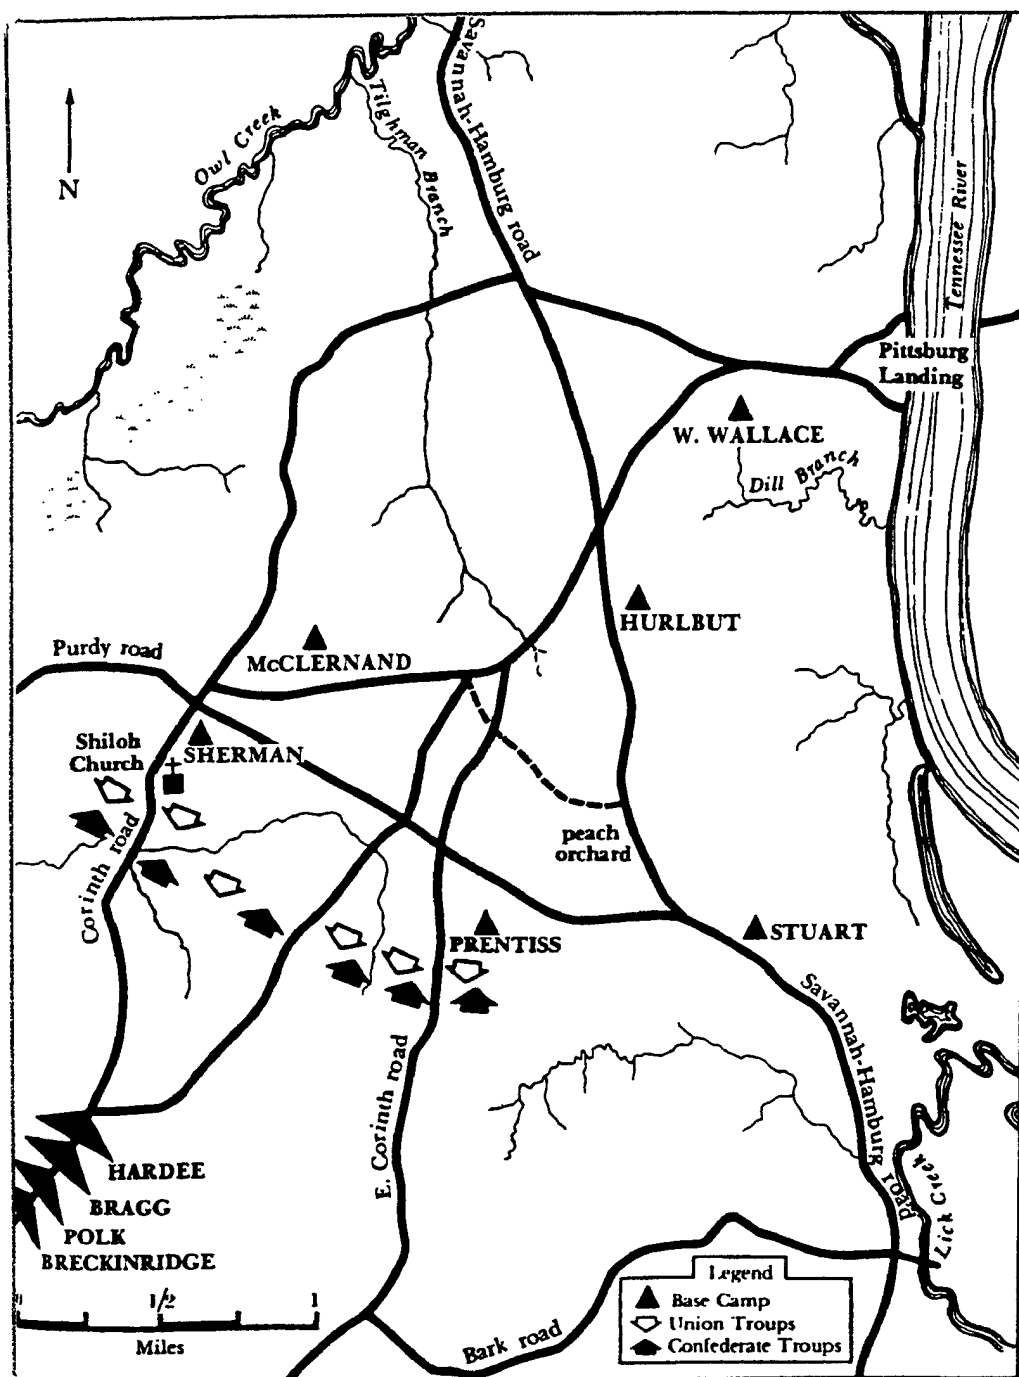 Savannah-Hamburg road
Owl Creek
Tilghman Branch
N
Tennessee River
Pittsburg
Landing
W. WALLACE
Dill Branch
HURLBUT
Purdy road
McCLERNAND
Shiloh
Church
SHERMAN
peach
orchard
Corinth road
PRENTISS
STUART
Savannah-Hamburg road
E. Corinth road
HARDEE
BRAGG
POLK
BRECKINRIDGE
Lick Creek
Bark road
0 1/2 1
Miles
Legend
Base Camp
Union Troups
Confederate Troups